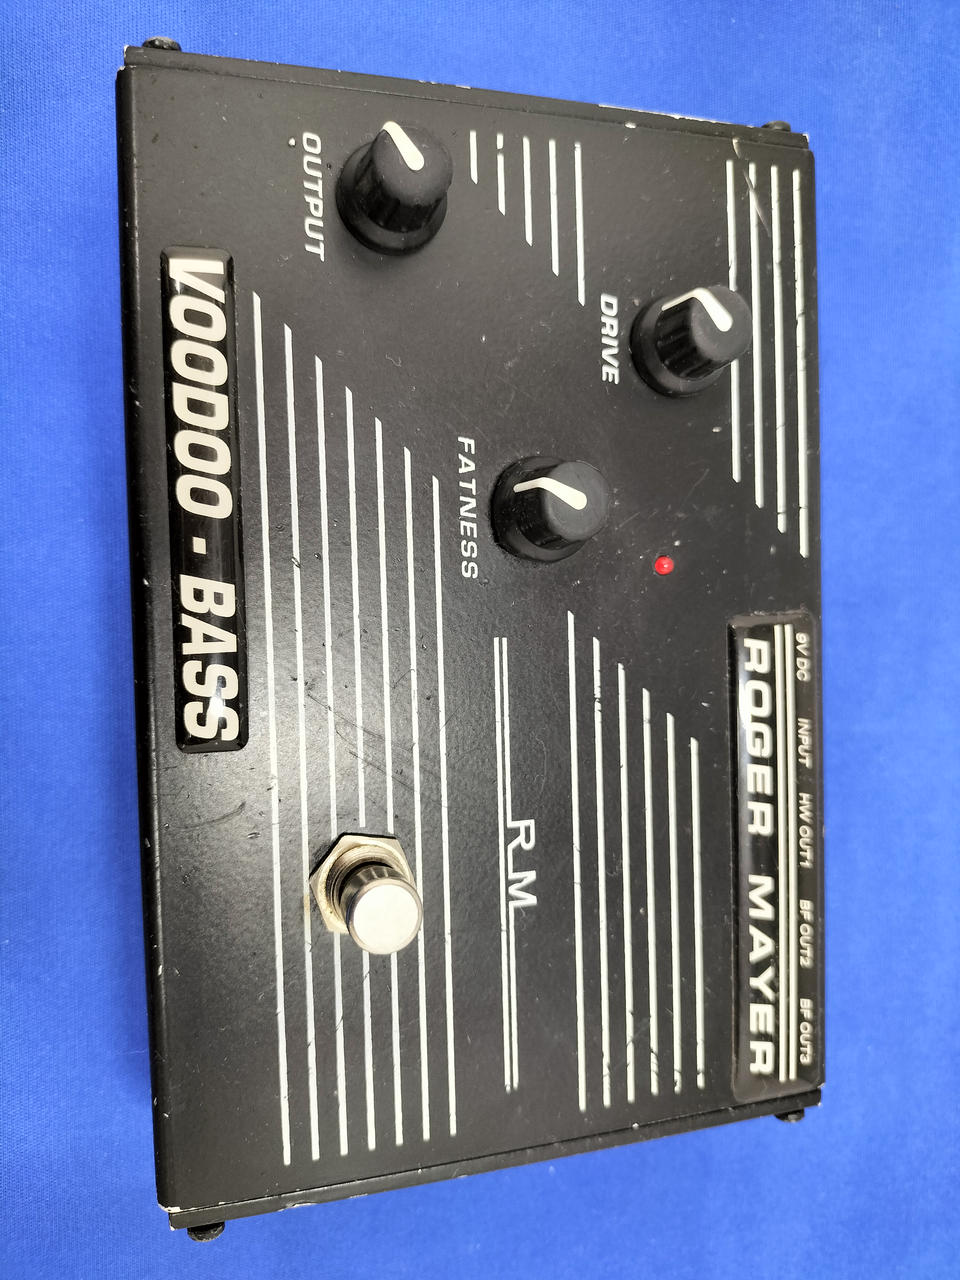 9V DC INPUT HW OUT1 BF OUT2 BF OUT3
ROGER MAYER
DRIVE
RM
FATNESS
OUTPUT
VOODOO · BASS